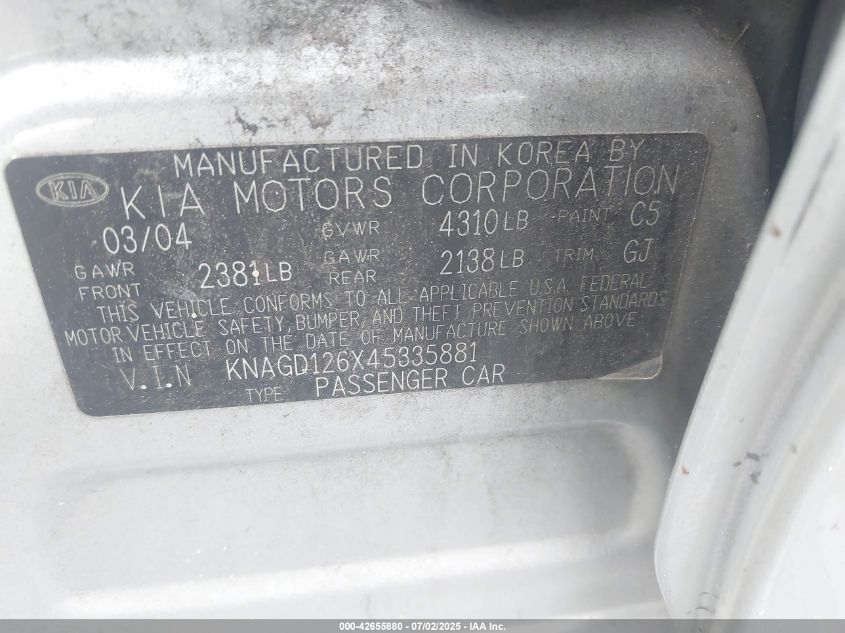 MANUFACTURED IN KOREA BY
KIA KIA MOTORS CORPORATION
03/04 GVWR 4310LB PAINT C5
GAWR FRONT 2381LB GAWR REAR 2138LB TRIM GJ
THIS VEHICLE CONFORMS TO ALL APPLICABLE U.S.A. FEDERAL
MOTOR VEHICLE SAFETY, BUMPER, AND THEFT PREVENTION STANDARDS
IN EFFECT ON THE DATE OF MANUFACTURE SHOWN ABOVE
V.I.N KNAGD126X45335881
TYPE PASSENGER CAR
000-42655880 - 07/02/2025 - IAA Inc.